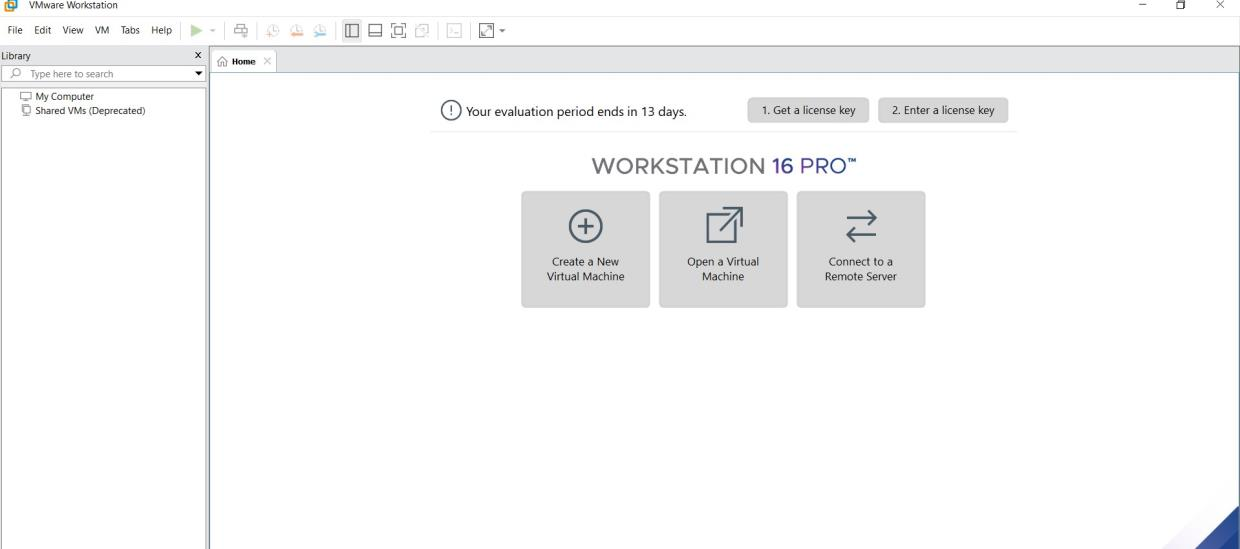 VMware Workstation
File Edit View VM Tabs Help
Library x
Type here to search
My Computer
Shared VMs (Deprecated)
Home
Your evaluation period ends in 13 days.
1. Get a license key
2. Enter a license key
WORKSTATION 16 PRO™
Create a New
Virtual Machine
Open a Virtual
Machine
Connect to a
Remote Server